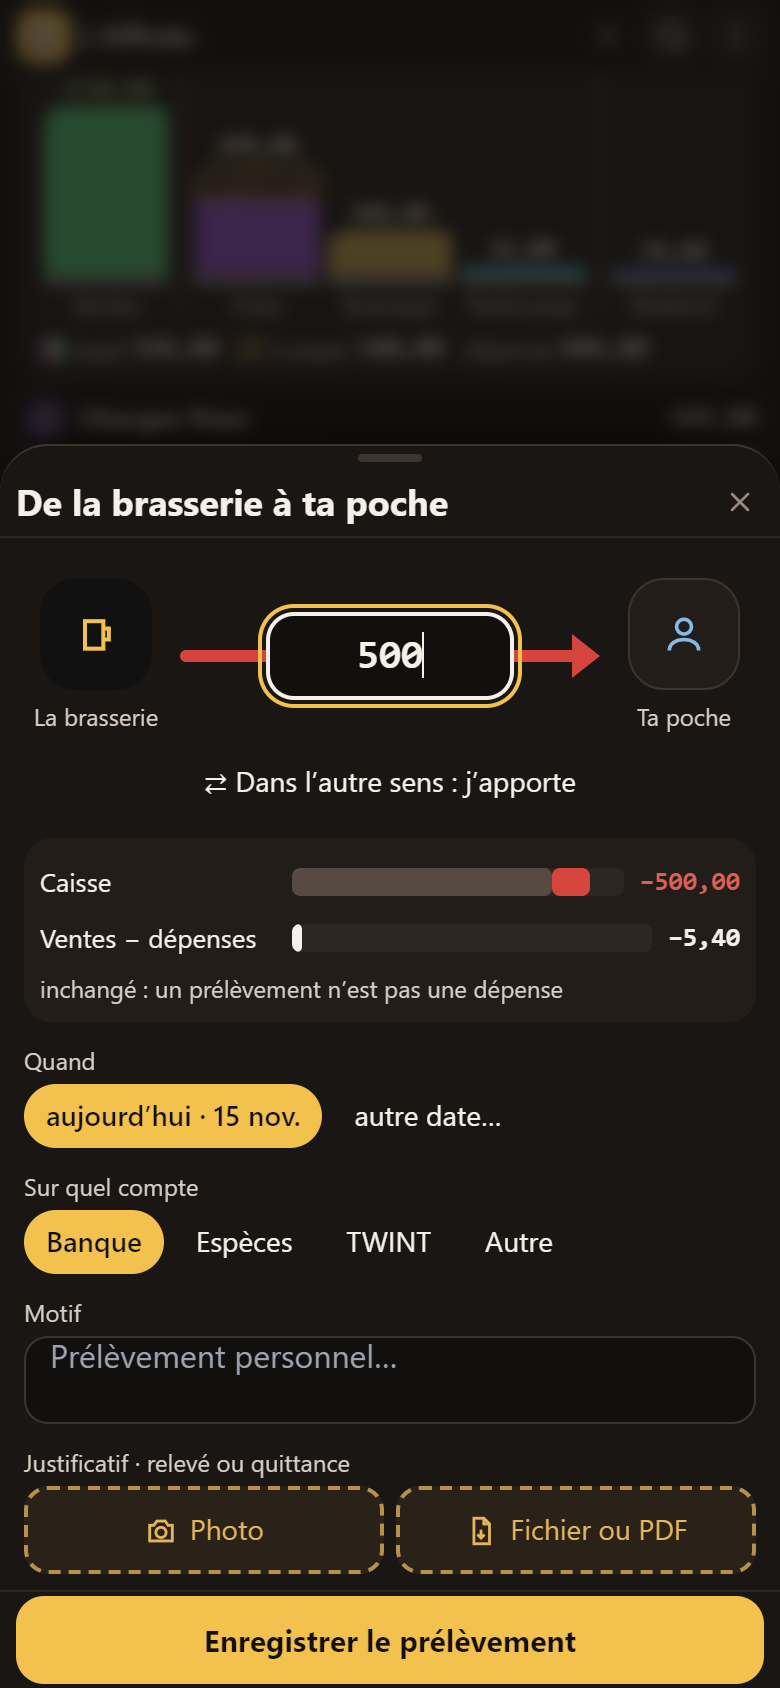 De la brasserie à ta poche
500
La brasserie
Ta poche
⇄ Dans l’autre sens : j’apporte
Caisse
−500,00
Ventes − dépenses
−5,40
inchangé : un prélèvement n’est pas une dépense
Quand
aujourd’hui · 15 nov.
autre date…
Sur quel compte
Banque
Espèces
TWINT
Autre
Motif
Prélèvement personnel…
Justificatif · relevé ou quittance
Photo
Fichier ou PDF
Enregistrer le prélèvement